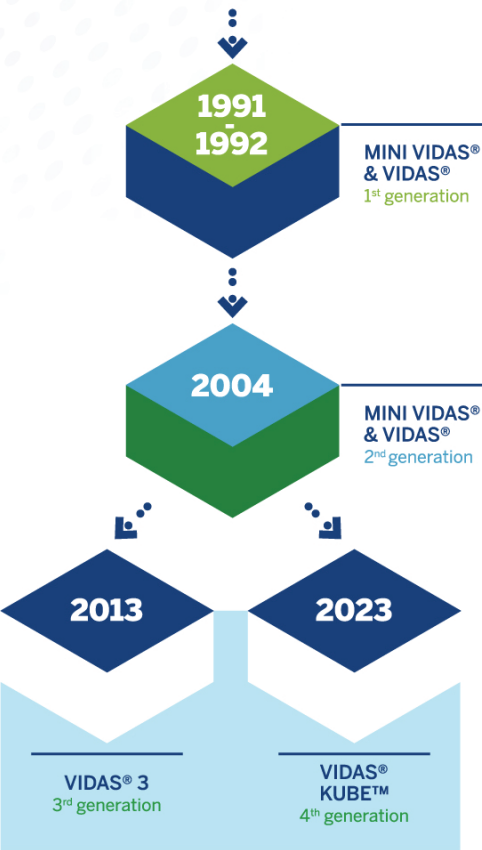 1991
-
1992
MINI VIDAS®
& VIDAS®
1st generation
2004
MINI VIDAS®
& VIDAS®
2nd generation
2013
2023
VIDAS® 3
3rd generation
VIDAS®
KUBE™
4th generation